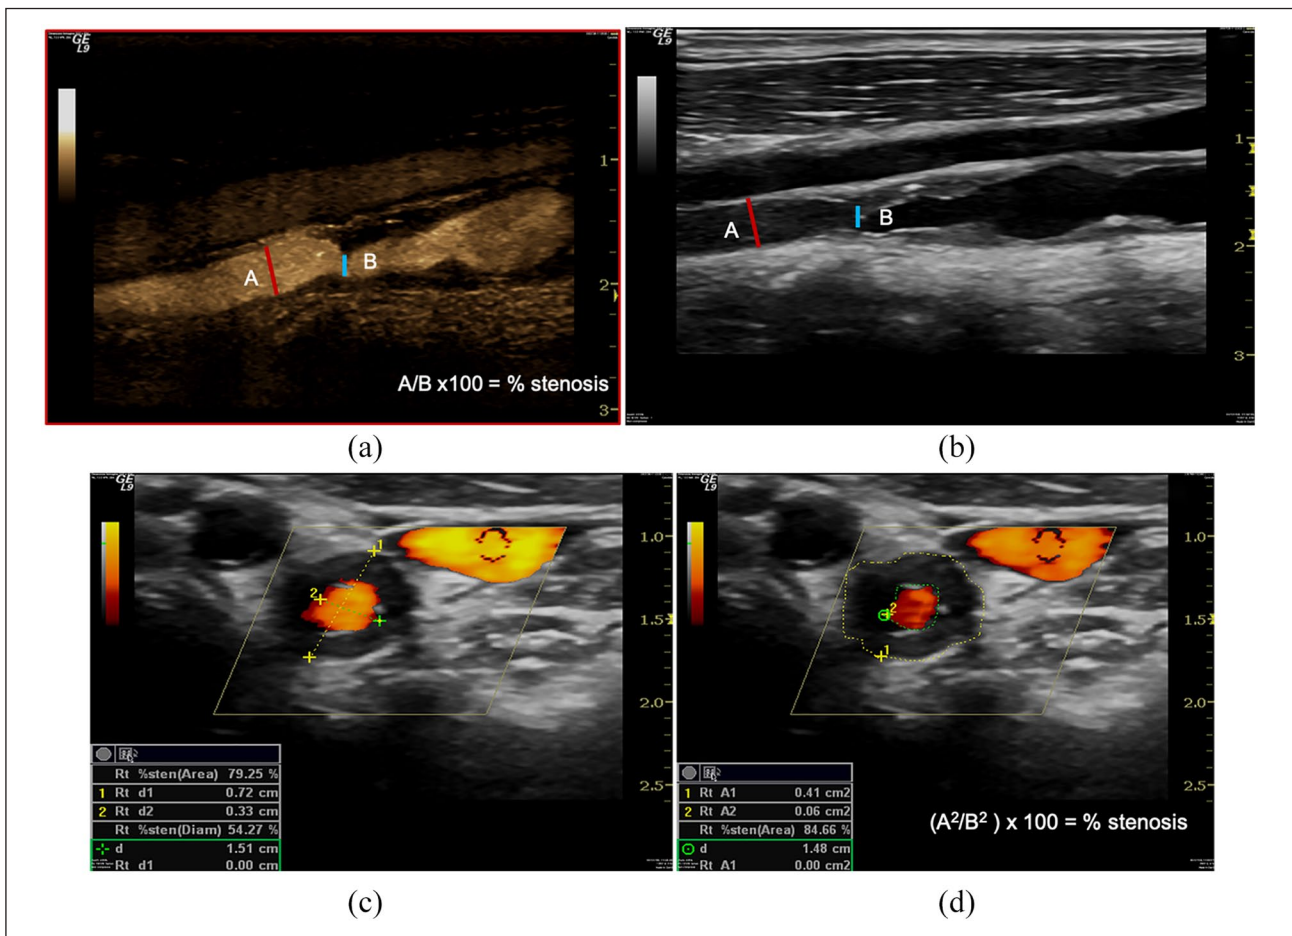 GE
L9
1
A
B
2
A/B x100 = % stenosis
3
(a)
GE
L9
1
A
B
2
3
(b)
GE
L9
1
2
1.0
1.5
2.0
2.5
Rt %sten(Area) 79.25 %
1 Rt d1 0.72 cm
2 Rt d2 0.33 cm
Rt %sten(Diam) 54.27 %
d 1.51 cm
Rt d1 0.00 cm
(c)
GE
L9
2
1
1.0
1.5
2.0
2.5
1 Rt A1 0.41 cm2
2 Rt A2 0.06 cm2
Rt %sten(Area) 84.66 %
d 1.48 cm
Rt A1 0.00 cm2
(A²/B² ) x 100 = % stenosis
(d)